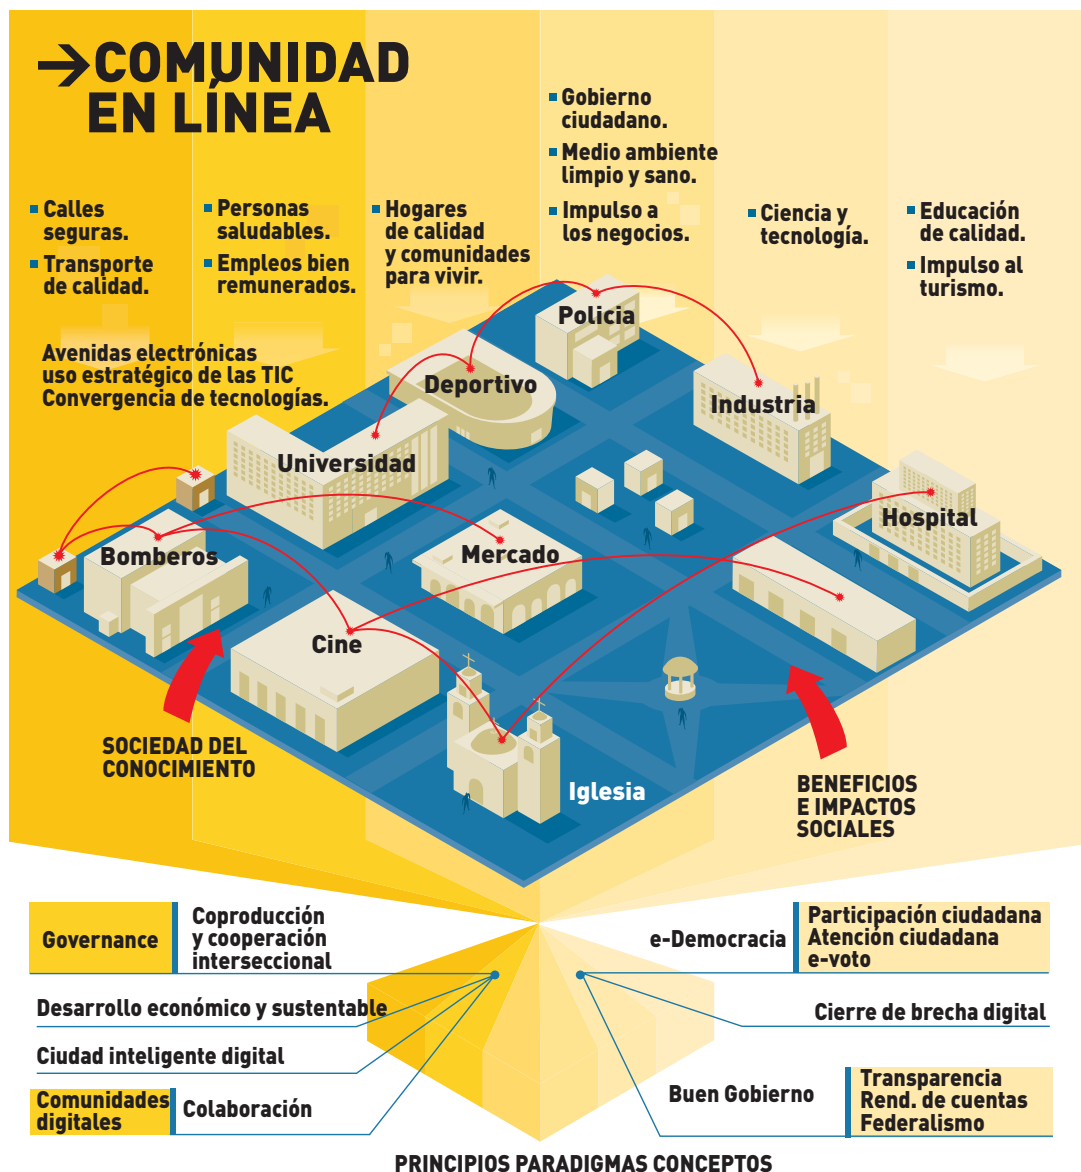 →COMUNIDAD
EN LÍNEA
Calles
seguras.
Transporte
de calidad.
Personas
saludables.
Empleos bien
remunerados.
Hogares
de calidad
y comunidades
para vivir.
Gobierno
ciudadano.
Medio ambiente
limpio y sano.
Impulso a
los negocios.
Ciencia y
tecnología.
Educación
de calidad.
Impulso al
turismo.
Avenidas electrónicas
uso estratégico de las TIC
Convergencia de tecnologías.
Policia
Deportivo
Industria
Universidad
Hospital
Bomberos
Mercado
Cine
Iglesia
SOCIEDAD DEL
CONOCIMIENTO
BENEFICIOS
E IMPACTOS
SOCIALES
Governance
Coproducción
y cooperación
interseccional
Desarrollo económico y sustentable
Ciudad inteligente digital
Comunidades
digitales
Colaboración
e-Democracia
Participación ciudadana
Atención ciudadana
e-voto
Cierre de brecha digital
Buen Gobierno
Transparencia
Rend. de cuentas
Federalismo
PRINCIPIOS PARADIGMAS CONCEPTOS